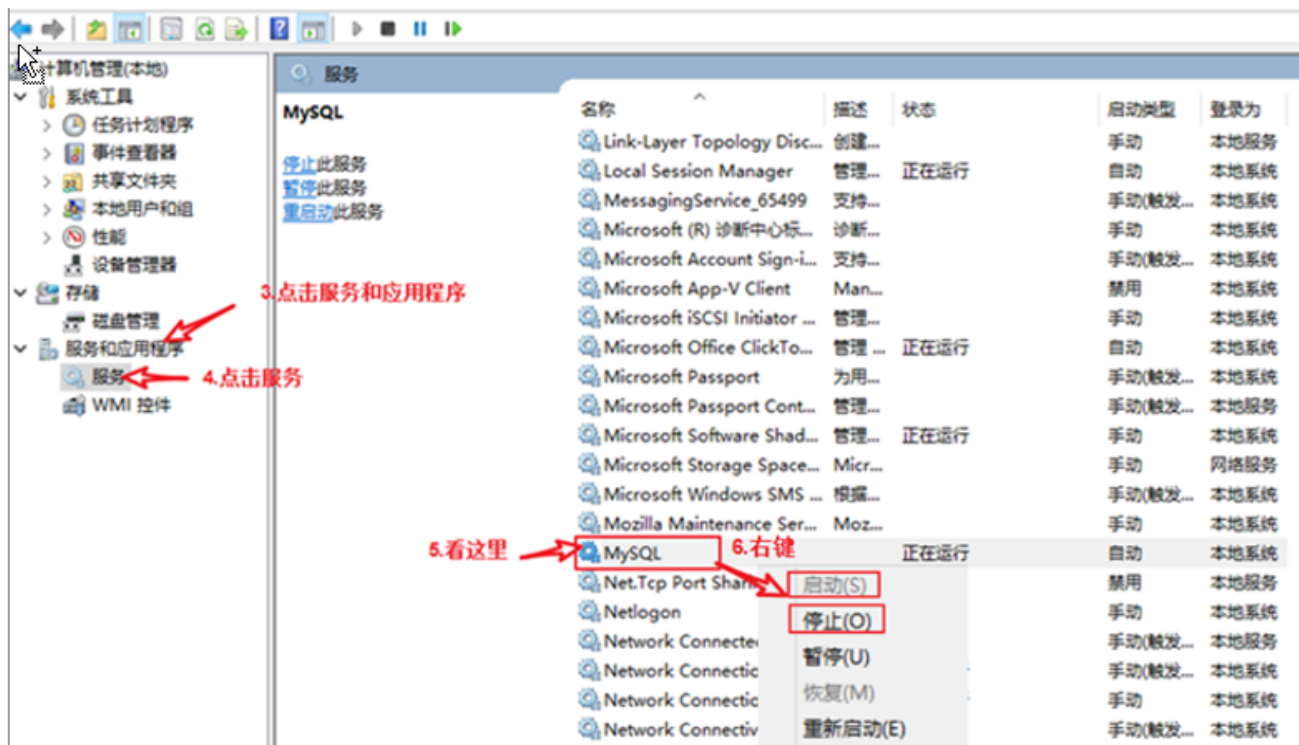 计算机管理(本地)
系统工具
任务计划程序
事件查看器
共享文件夹
本地用户和组
性能
设备管理器
存储
磁盘管理
服务和应用程序
服务
WMI 控件
3.点击服务和应用程序
4.点击服务
服务
MySQL
停止此服务
暂停此服务
重启动此服务
名称 描述 状态 启动类型 登录为
Link-Layer Topology Disc... 创建... 手动 本地服务
Local Session Manager 管理... 正在运行 自动 本地系统
MessagingService_65499 支持... 手动(触发... 本地系统
Microsoft (R) 诊断中心标... 诊断... 手动 本地系统
Microsoft Account Sign-i... 支持... 手动(触发... 本地系统
Microsoft App-V Client Man... 禁用 本地系统
Microsoft iSCSI Initiator ... 管理... 手动 本地系统
Microsoft Office ClickTo... 管理 ... 正在运行 自动 本地系统
Microsoft Passport 为用... 手动(触发... 本地系统
Microsoft Passport Cont... 管理... 手动(触发... 本地服务
Microsoft Software Shad... 管理... 正在运行 手动 本地系统
Microsoft Storage Space... Micr... 手动 网络服务
Microsoft Windows SMS ... 根据... 手动(触发... 本地系统
Mozilla Maintenance Ser... Moz... 手动 本地系统
5.看这里
MySQL 正在运行 自动 本地系统
6.右键
Net.Tcp Port Shari 禁用 本地服务
Netlogon 手动 本地系统
Network Connecte 手动(触发... 本地服务
Network Connectic 手动(触发... 本地系统
Network Connectic 手动 本地系统
Network Connectiv 手动(触发... 本地系统
启动(S)
停止(O)
暂停(U)
恢复(M)
重新启动(E)